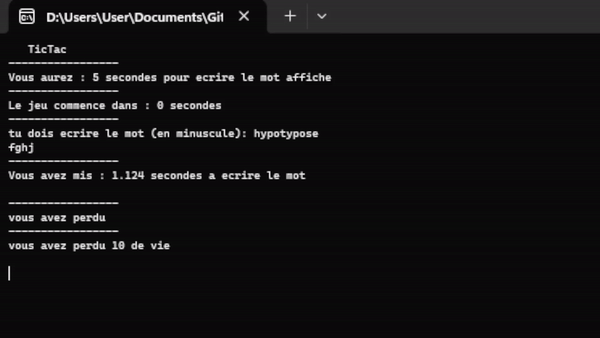 D:\Users\User\Documents\Git
TicTac
------------------
Vous aurez : 5 secondes pour ecrire le mot affiche
------------------
Le jeu commence dans : 0 secondes
------------------
tu dois ecrire le mot (en minuscule): hypotypose
fghj
------------------
Vous avez mis : 1.124 secondes a ecrire le mot
------------------
vous avez perdu
------------------
vous avez perdu 10 de vie